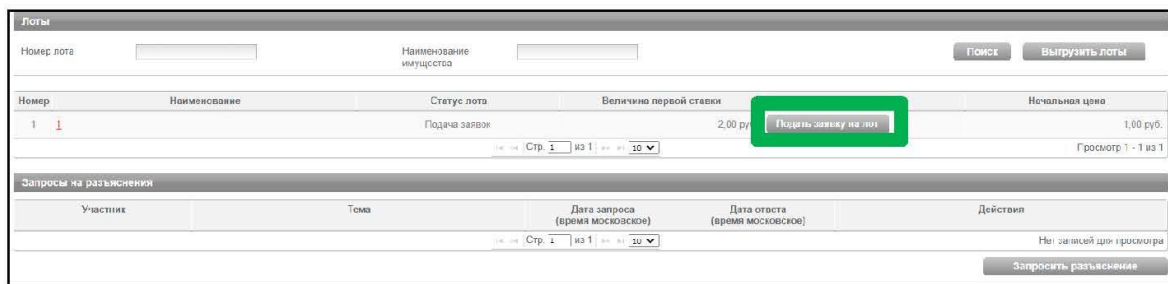 Лоты
Номер лота
Наименование имущества
Поиск
Выгрузить лоты
Номер Наименование Статус лота Величина первой ставки Начальная цена
1 1 Подача заявок 2,00 ру Подать заявку на лот 1,00 руб.
Стр. 1 из 1 10 Просмотр 1 - 1 из 1
Запросы на разъяснения
Участник Тема Дата запроса (время московское) Дата ответа (время московское) Действия
Стр. 1 из 1 10 Нет записей для просмотра
Запросить разъяснение